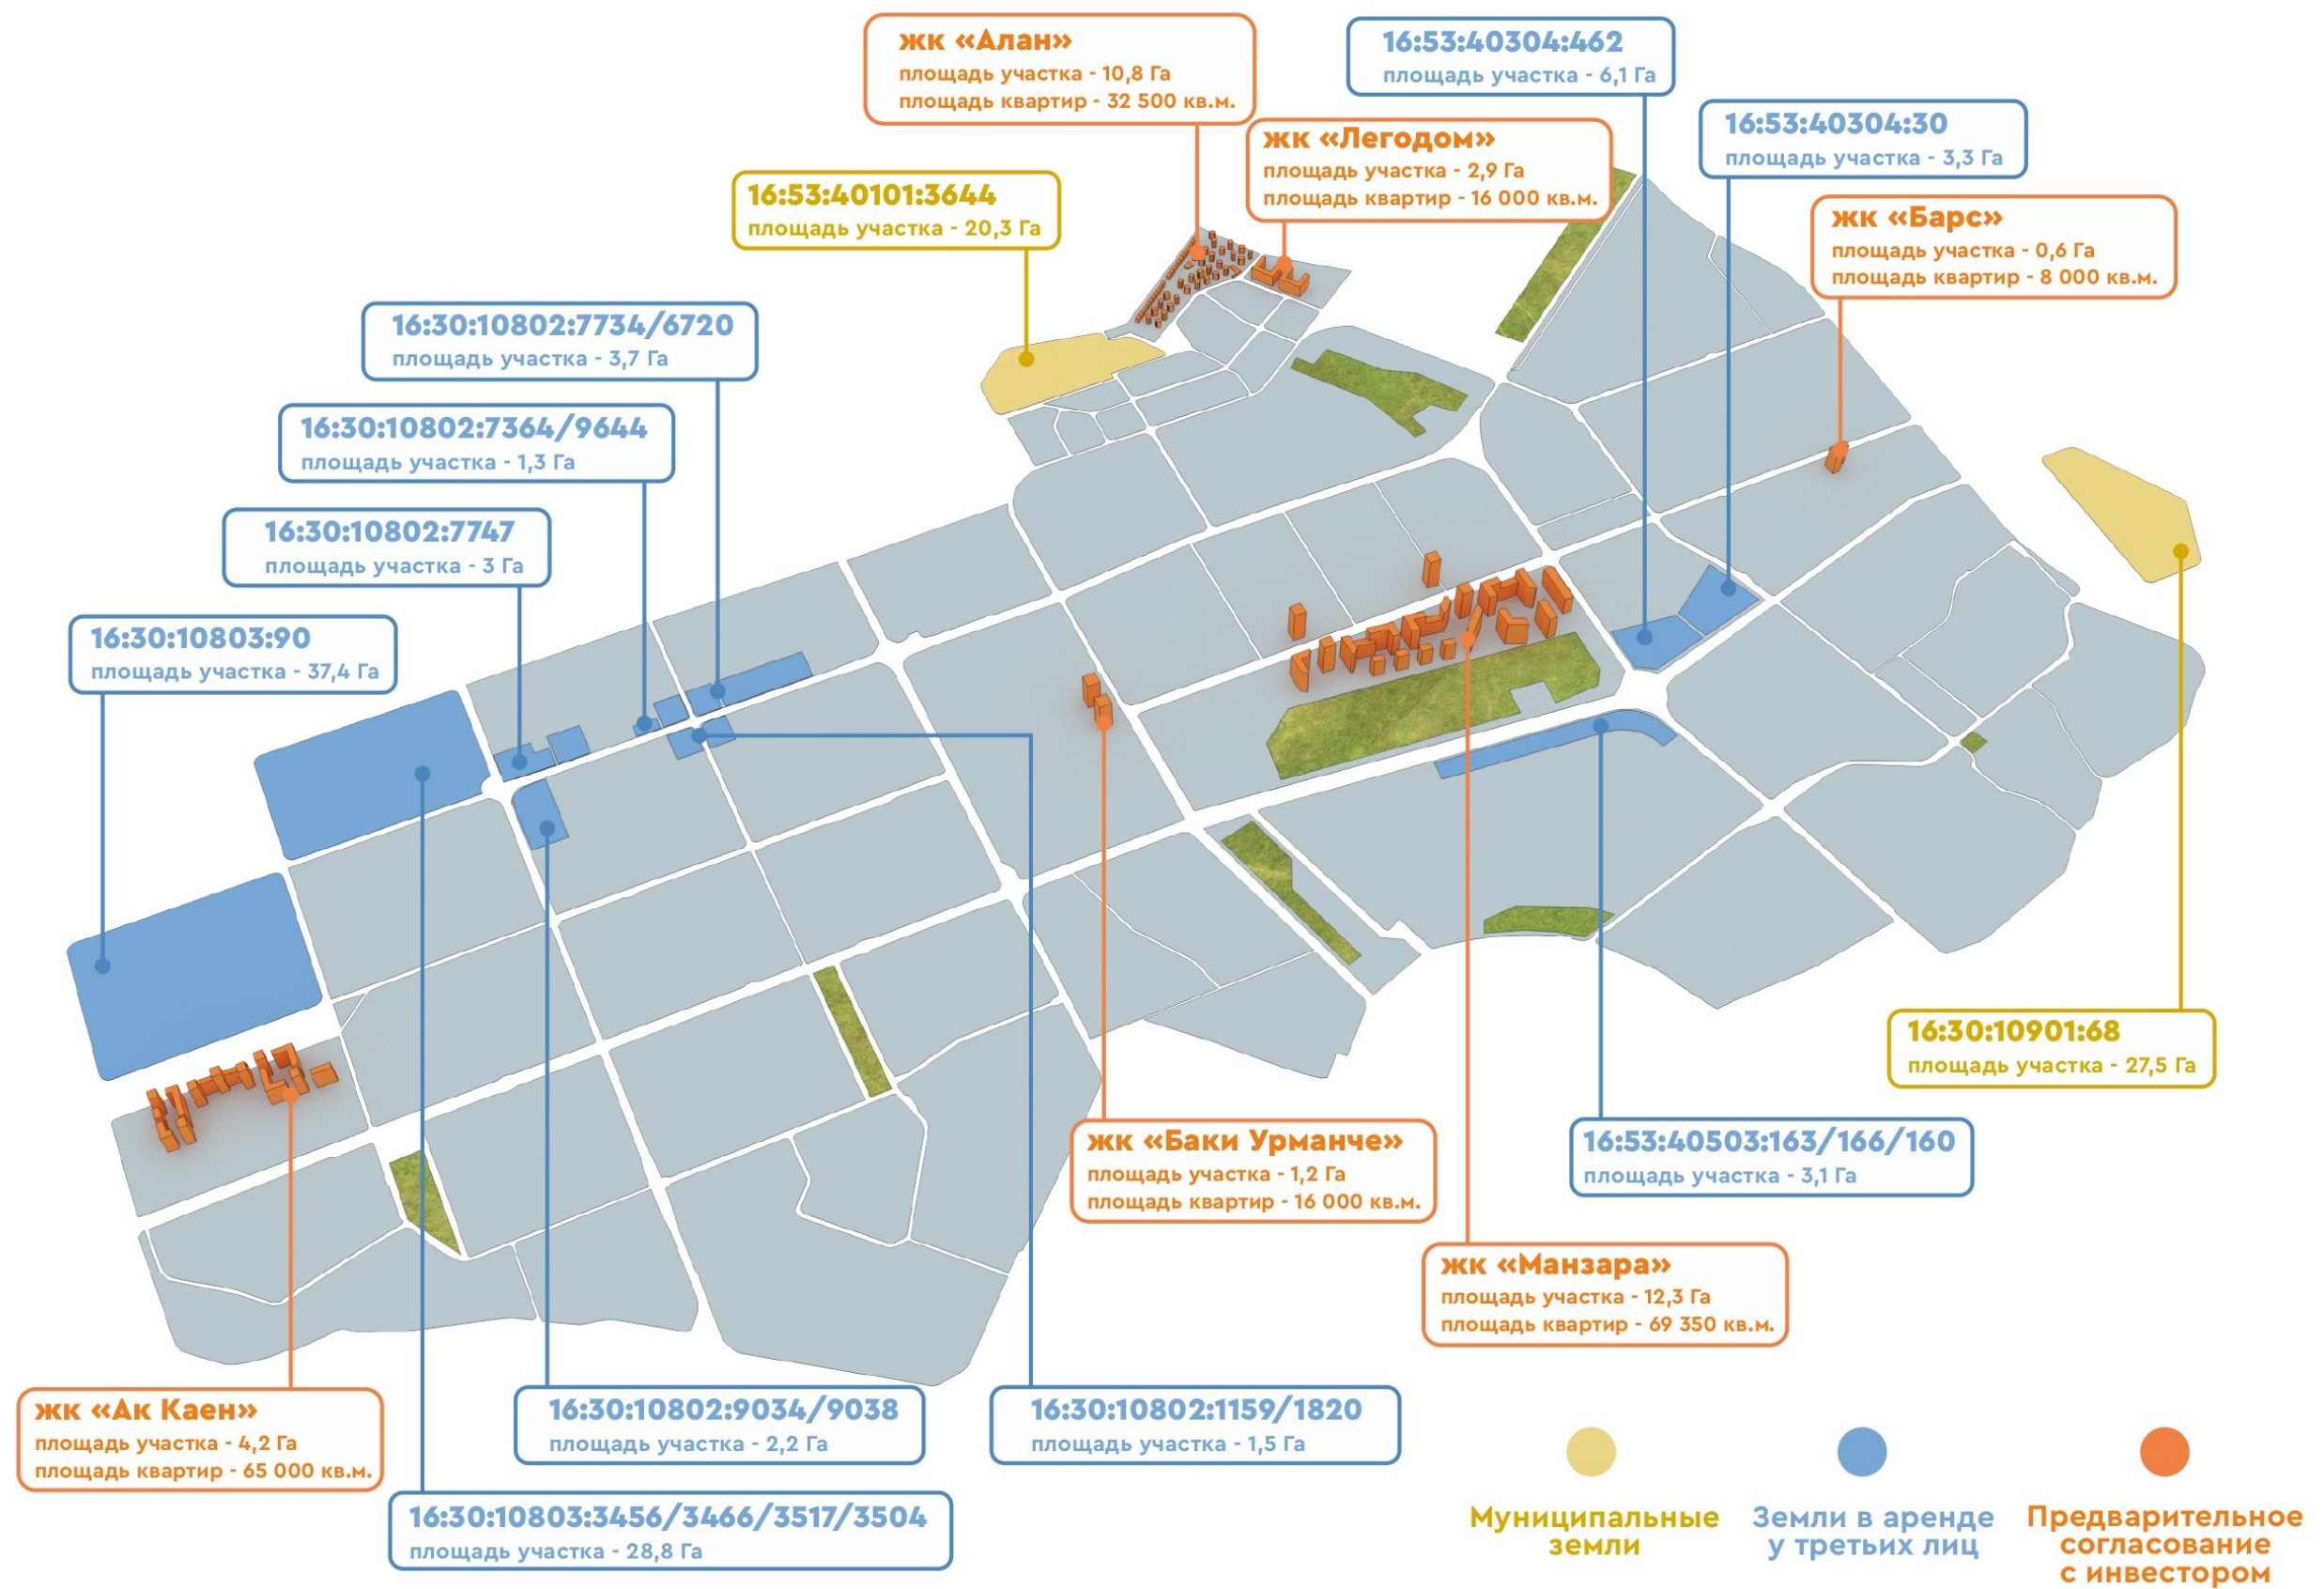 жк «Алан»
площадь участка - 10,8 Га
площадь квартир - 32 500 кв.м.
16:53:40304:462
площадь участка - 6,1 Га
16:53:40304:30
площадь участка - 3,3 Га
жк «Легодом»
площадь участка - 2,9 Га
площадь квартир - 16 000 кв.м.
16:53:40101:3644
площадь участка - 20,3 Га
жк «Барс»
площадь участка - 0,6 Га
площадь квартир - 8 000 кв.м.
16:30:10802:7734/6720
площадь участка - 3,7 Га
16:30:10802:7364/9644
площадь участка - 1,3 Га
16:30:10802:7747
площадь участка - 3 Га
16:30:10803:90
площадь участка - 37,4 Га
16:30:10901:68
площадь участка - 27,5 Га
жк «Баки Урманче»
площадь участка - 1,2 Га
площадь квартир - 16 000 кв.м.
16:53:40503:163/166/160
площадь участка - 3,1 Га
жк «Манзара»
площадь участка - 12,3 Га
площадь квартир - 69 350 кв.м.
жк «Ак Каен»
площадь участка - 4,2 Га
площадь квартир - 65 000 кв.м.
16:30:10802:9034/9038
площадь участка - 2,2 Га
16:30:10802:1159/1820
площадь участка - 1,5 Га
16:30:10803:3456/3466/3517/3504
площадь участка - 28,8 Га
Муниципальные
земли
Земли в аренде
у третьих лиц
Предварительное
согласование
с инвестором